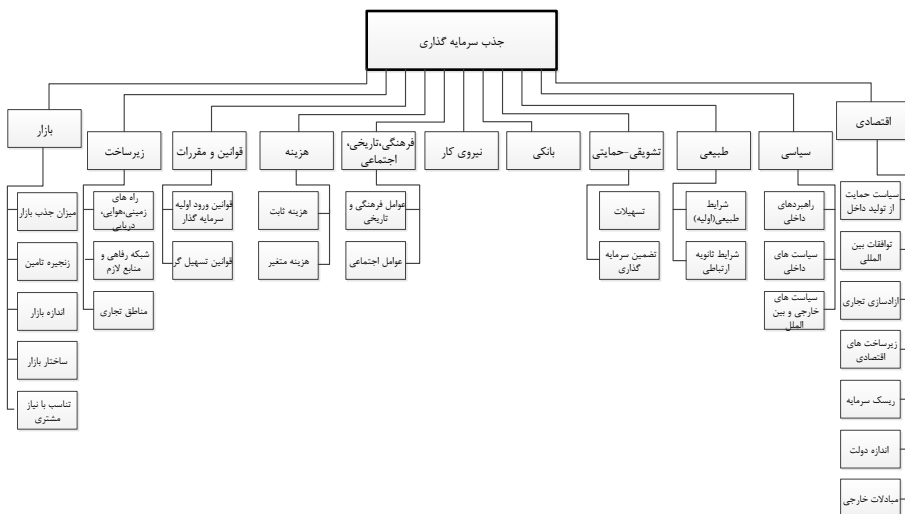 جذب سرمایه گذاری
اقتصادی
سیاست حمایت
از تولید داخل
توافقات بین
المللی
ازادسازی تجاری
زیرساخت های
اقتصادی
ریسک سرمایه
اندازه دولت
مبادلات خارجی
سیاسی
راهبردهای
داخلی
سیاست های
داخلی
سیاست های
خارجی و بین
الملل
طبیعی
شرایط
طبیعی(اولیه)
شرایط ثانویه
ارتباطی
تشویقی-حمایتی
تسهیلات
تضمین سرمایه
گذاری
بانکی
نیروی کار
فرهنگی،تاریخی،
اجتماعی
عوامل فرهنگی و
تاریخی
عوامل اجتماعی
هزینه
هزینه ثابت
هزینه متغیر
قوانین و مقررات
قوانین ورود اولیه
سرمایه گذار
قوانین تسهیل گر
زیرساخت
راه های
زمینی،هوایی،
دریایی
شبکه رفاهی و
منابع لازم
مناطق تجاری
بازار
میزان جذب بازار
زنجیره تامین
اندازه بازار
ساختار بازار
تناسب با نیاز
مشتری